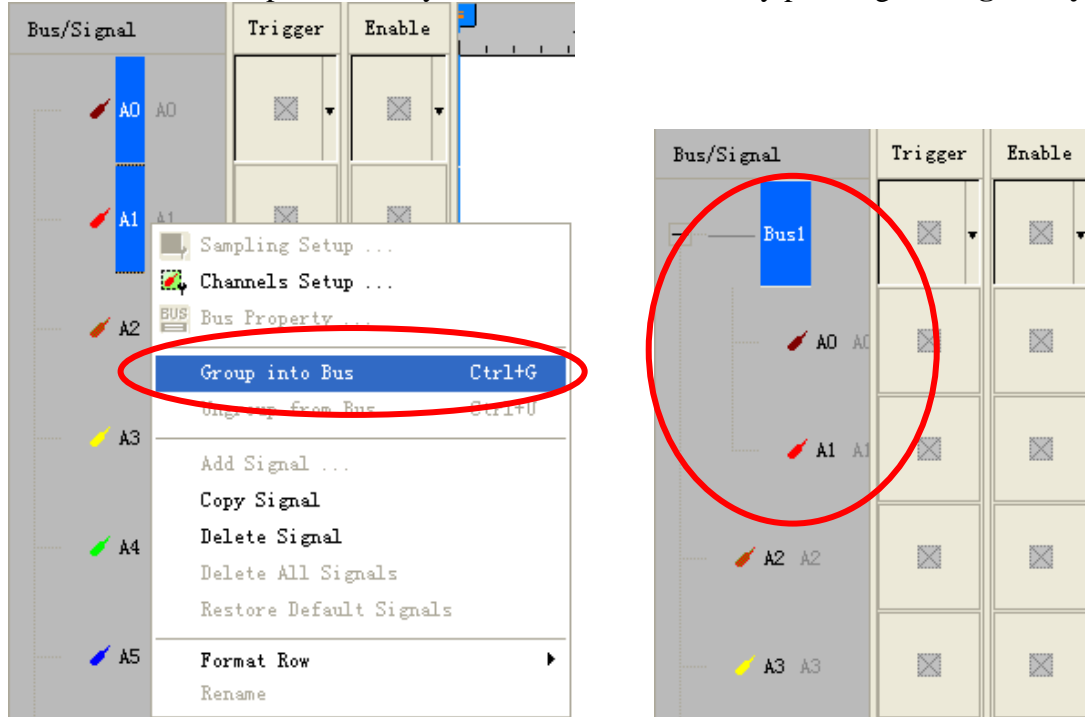 Bus/Signal Trigger Enable
A0 A0
A1 A1
Sampling Setup ...
Channels Setup ...
BUS Bus Property ...
A2
Group into Bus Ctrl+G
Ungroup from Bus Ctrl+U
A3
Add Signal ...
Copy Signal
Delete Signal
A4
Delete All Signals
Restore Default Signals
A5
Format Row
Rename
Bus/Signal Trigger Enable
Bus1
A0 A0
A1 A1
A2 A2
A3 A3